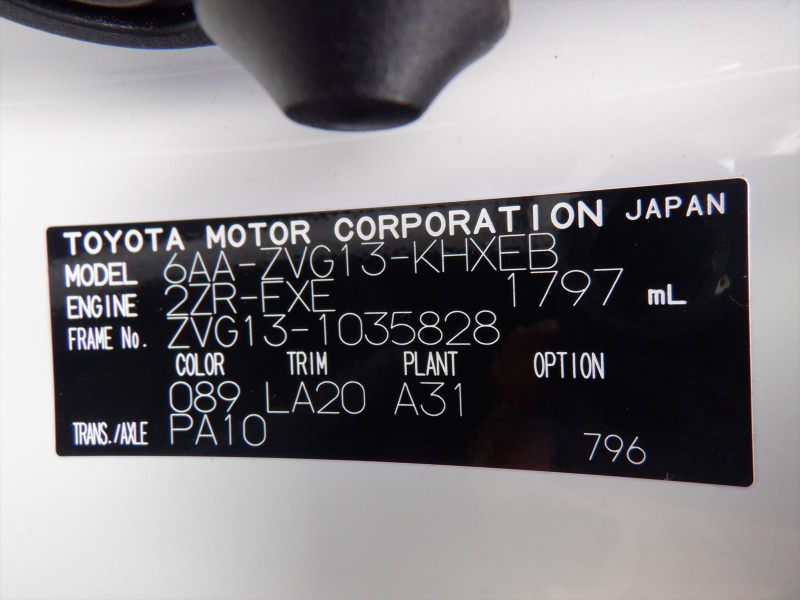 TOYOTA MOTOR CORPORATION JAPAN
MODEL 6AA-ZVG13-KHXEB
ENGINE 2ZR-FXE 1797 mL
FRAME No. ZVG13-1035828
COLOR TRIM PLANT OPTION
089 LA20 A31
TRANS./AXLE PA10 796